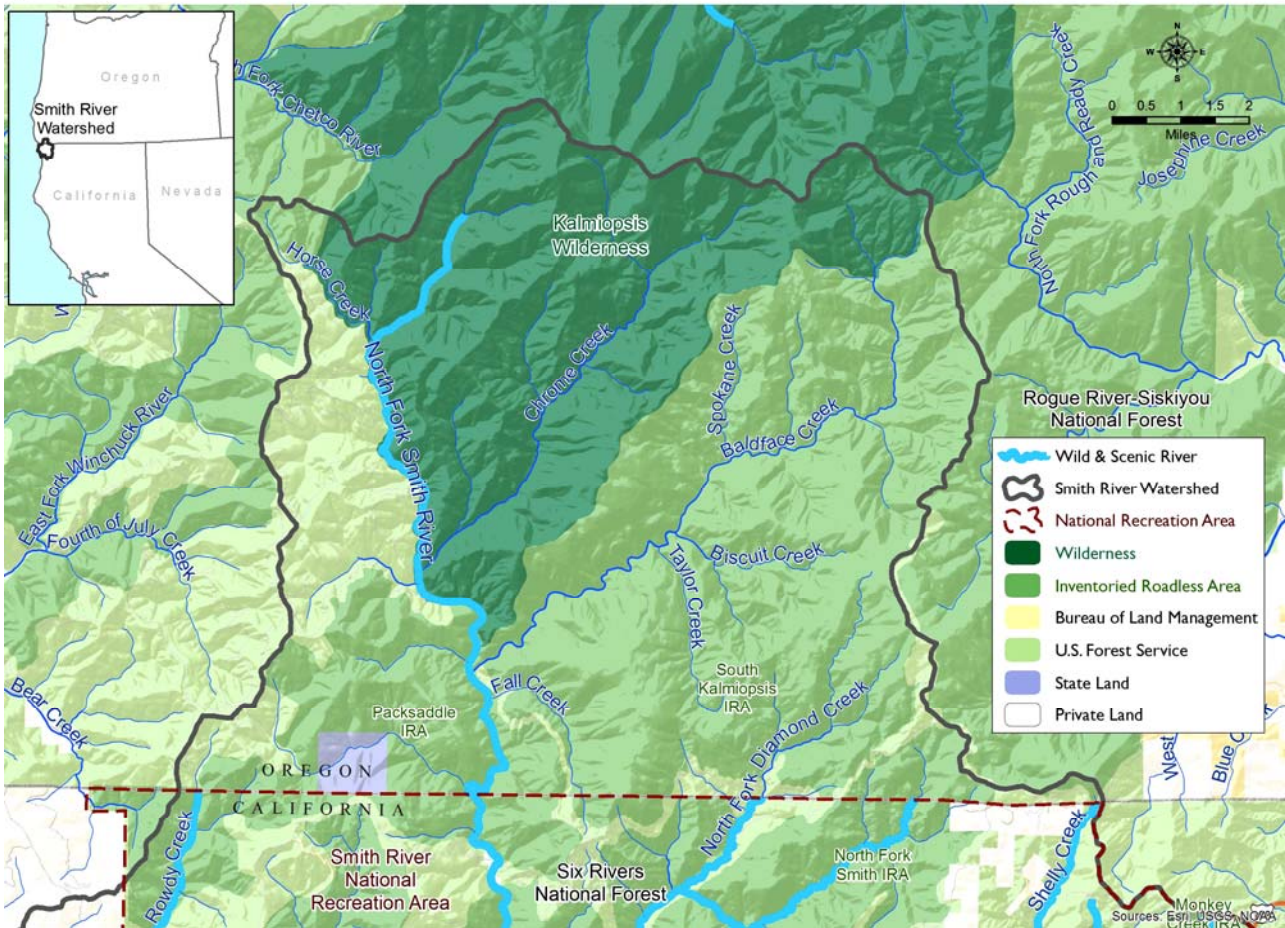 Oregon
Smith River
Watershed
California
Nevada
Fork Chetco River
N
W
E
S
0 0.5 1 1.5 2
Miles
North Fork Rough and Ready Creek
Josephine Creek
Kalmiopsis
Wilderness
Horse Creek
North Fork Smith River
Chrome Creek
Spokane Creek
Baldface Creek
East Fork Winchuck River
Fourth of July Creek
Biscuit Creek
Taylor Creek
Rogue River-Siskiyou
National Forest
Wild & Scenic River
Smith River Watershed
National Recreation Area
Wilderness
Inventoried Roadless Area
Bureau of Land Management
U.S. Forest Service
State Land
Private Land
Bear Creek
Packsaddle
IRA
Fall Creek
South
Kalmiopsis
IRA
North Fork Diamond Creek
West
Blue
OREGON
CALIFORNIA
Rowdy Creek
Smith River
National
Recreation Area
Six Rivers
National Forest
North Fork
Smith IRA
Shelly Creek
Monkey
Creek IRA
Sources: Esri, USGS, NOAA